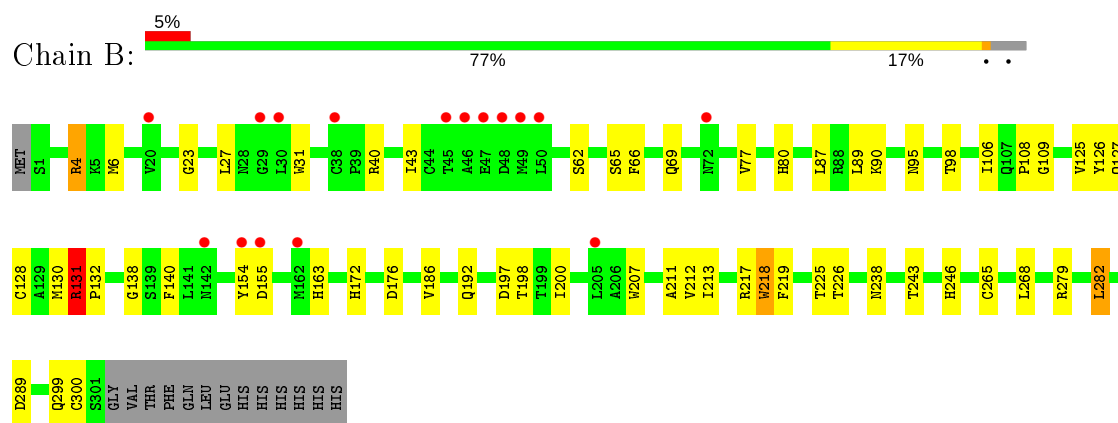 5%
Chain B:
77% 17% • •
MET S1 R4 K5 M6 V20 G23 L27 N28 G29 L30 W31 C38 P39 R40 I43 C44 T45 A46 E47 D48 M49 L50 S62 S65 F66 Q69 N72 V77 H80 L87 R88 L89 K90 N95 T98 I106 Q107 P108 G109 V125 Y126 Q127
C128 A129 M130 R131 P132 G138 S139 F140 L141 N142 Y154 D155 M162 H163 H172 D176 V186 Q192 D197 T198 T199 I200 L205 A206 W207 A211 V212 I213 R217 W218 F219 T225 T226 N238 T243 H246 C265 L268 R279 L282
D289 Q299 C300 S301 GLY VAL THR PHE GLN LEU GLU HIS HIS HIS HIS HIS HIS